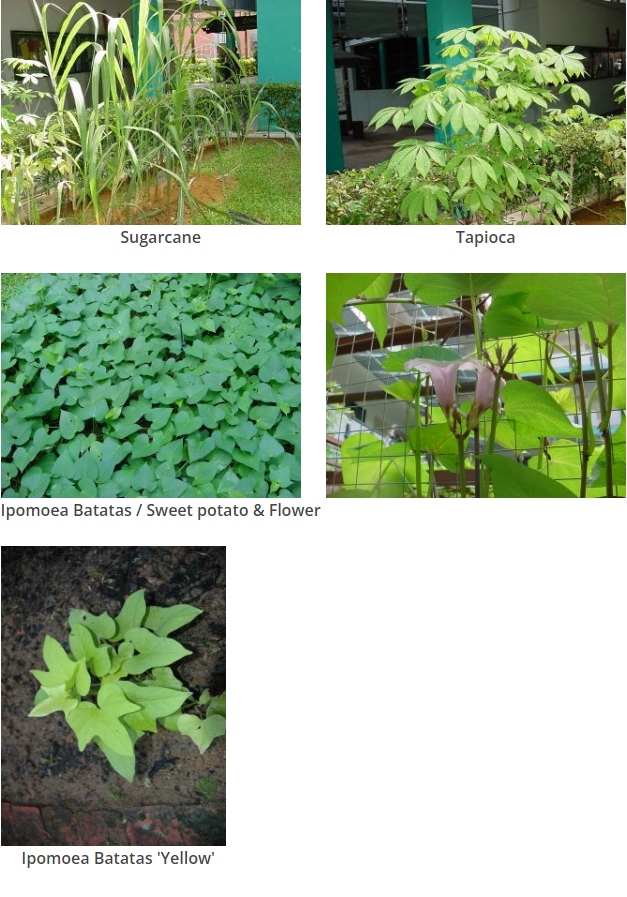 Sugarcane
Tapioca
Ipomoea Batatas / Sweet potato & Flower
Ipomoea Batatas 'Yellow'